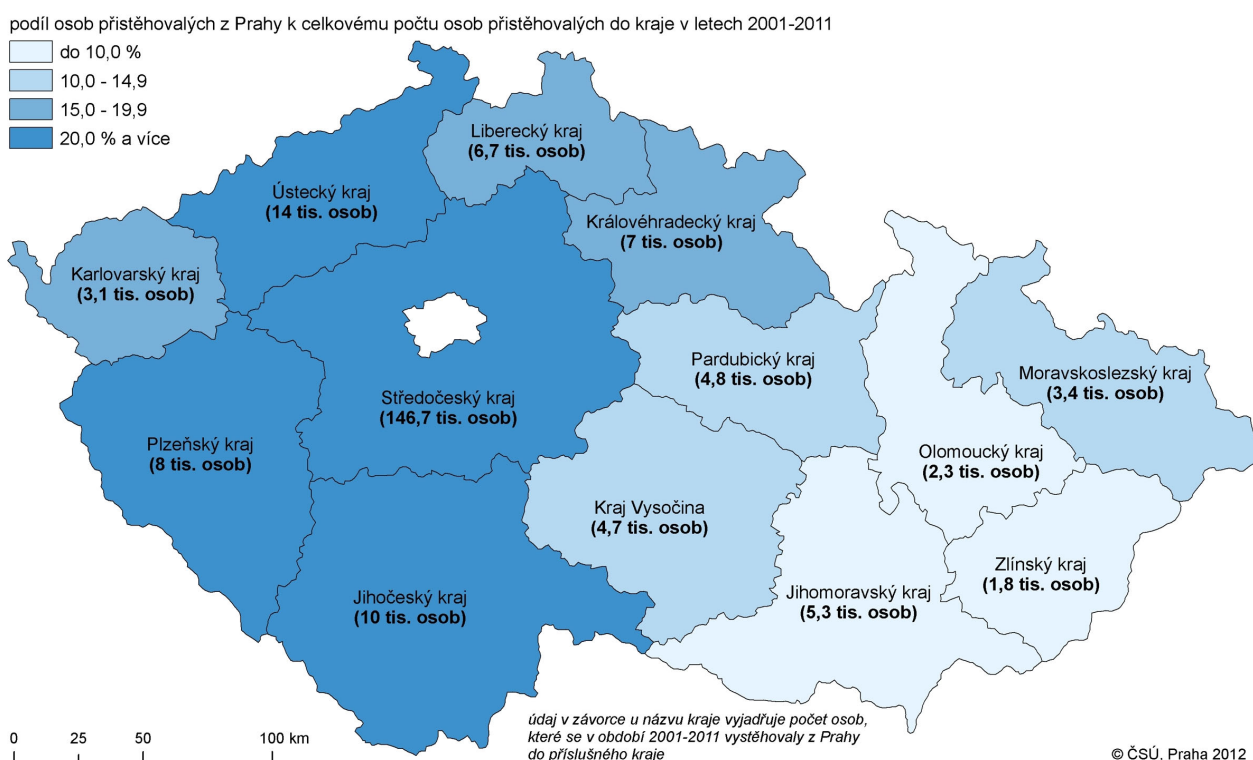 podíl osob přistěhovalých z Prahy k celkovému počtu osob přistěhovalých do kraje v letech 2001-2011
do 10,0 %
10,0 - 14,9
15,0 - 19,9
20,0 % a více
Liberecký kraj
(6,7 tis. osob)
Ústecký kraj
(14 tis. osob)
Královéhradecký kraj
(7 tis. osob)
Karlovarský kraj
(3,1 tis. osob)
Pardubický kraj
(4,8 tis. osob)
Moravskoslezský kraj
(3,4 tis. osob)
Středočeský kraj
(146,7 tis. osob)
Plzeňský kraj
(8 tis. osob)
Olomoucký kraj
(2,3 tis. osob)
Kraj Vysočina
(4,7 tis. osob)
Zlínský kraj
(1,8 tis. osob)
Jihočeský kraj
(10 tis. osob)
Jihomoravský kraj
(5,3 tis. osob)
údaj v závorce u názvu kraje vyjadřuje počet osob,
které se v období 2001-2011 vystěhovaly z Prahy
do příslušného kraje
0 25 50 100 km
© ČSÚ, Praha 2012